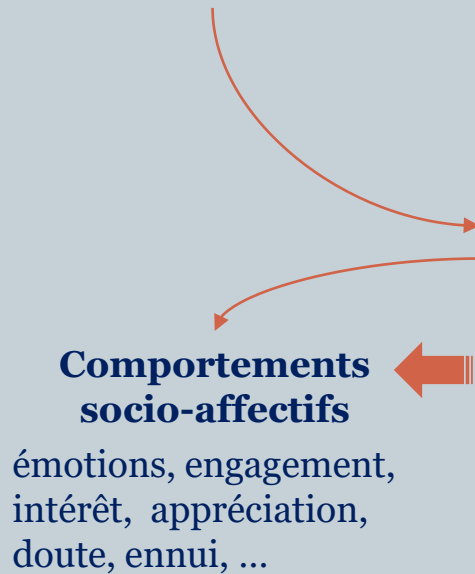 Comportements
socio-affectifs
émotions, engagement,
intérêt, appréciation,
doute, ennui, ...